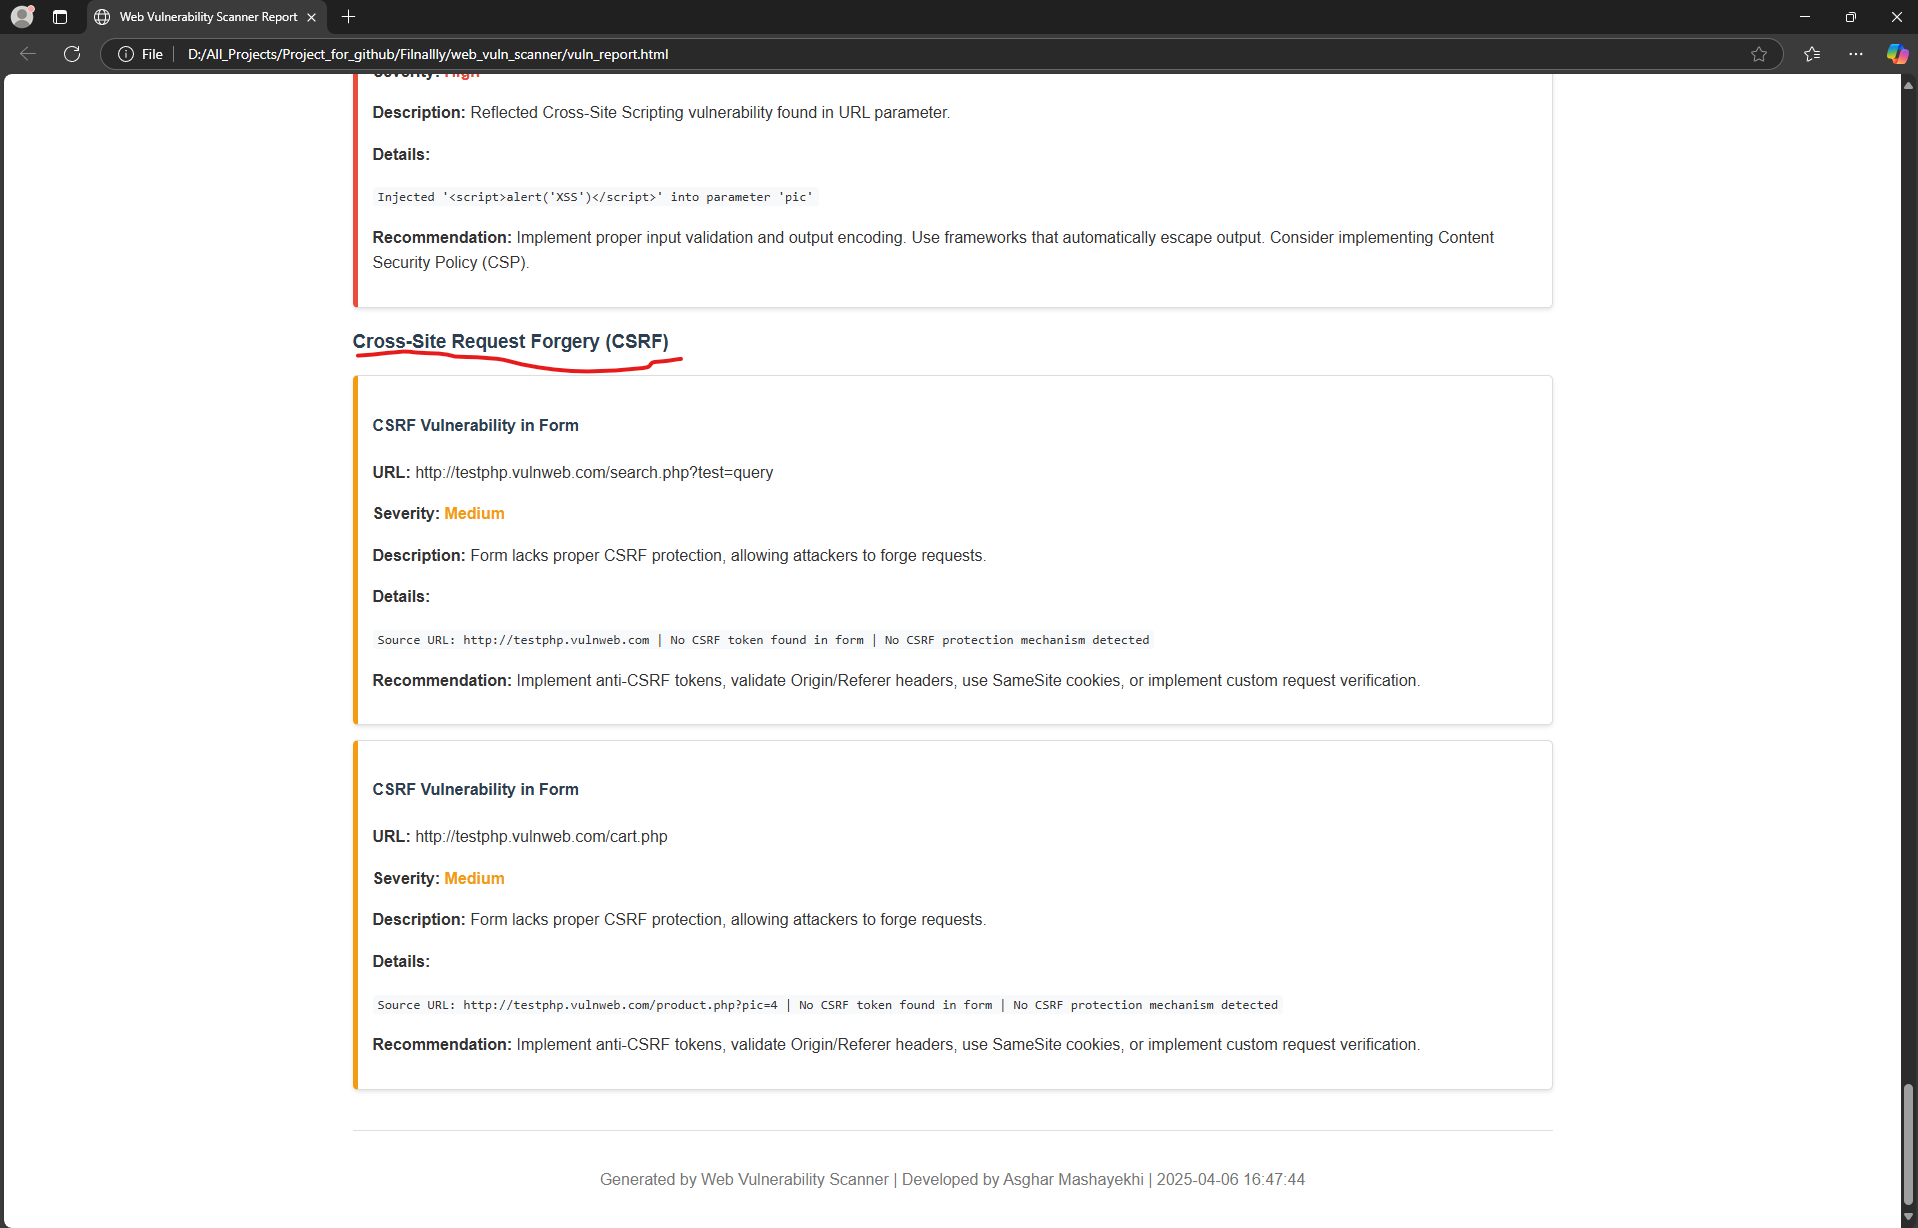 Web Vulnerability Scanner Report
File
D:/All_Projects/Project_for_github/Filnallly/web_vuln_scanner/vuln_report.html
Severity: High
Description: Reflected Cross-Site Scripting vulnerability found in URL parameter.
Details:
Injected '<script>alert('XSS')</script>' into parameter 'pic'
Recommendation: Implement proper input validation and output encoding. Use frameworks that automatically escape output. Consider implementing Content
Security Policy (CSP).
Cross-Site Request Forgery (CSRF)
CSRF Vulnerability in Form
URL: http://testphp.vulnweb.com/search.php?test=query
Severity: Medium
Description: Form lacks proper CSRF protection, allowing attackers to forge requests.
Details:
Source URL: http://testphp.vulnweb.com | No CSRF token found in form | No CSRF protection mechanism detected
Recommendation: Implement anti-CSRF tokens, validate Origin/Referer headers, use SameSite cookies, or implement custom request verification.
CSRF Vulnerability in Form
URL: http://testphp.vulnweb.com/cart.php
Severity: Medium
Description: Form lacks proper CSRF protection, allowing attackers to forge requests.
Details:
Source URL: http://testphp.vulnweb.com/product.php?pic=4 | No CSRF token found in form | No CSRF protection mechanism detected
Recommendation: Implement anti-CSRF tokens, validate Origin/Referer headers, use SameSite cookies, or implement custom request verification.
Generated by Web Vulnerability Scanner | Developed by Asghar Mashayekhi | 2025-04-06 16:47:44